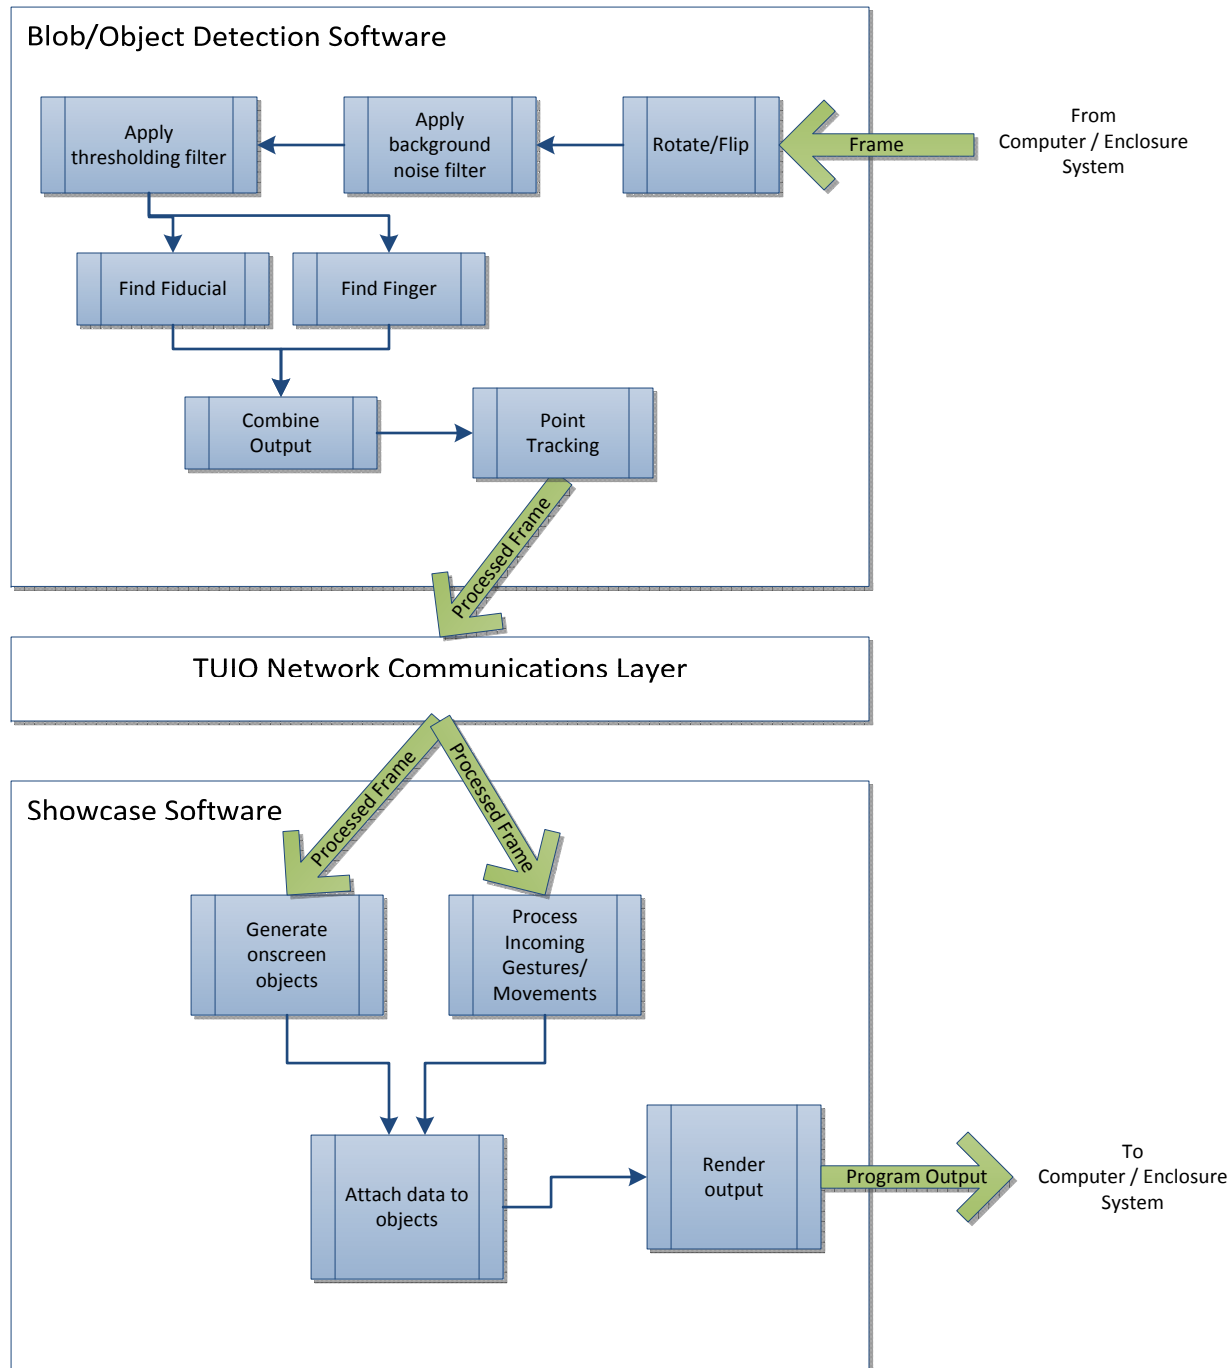 Blob/Object Detection Software
Apply
thresholding filter
Apply
background
noise filter
Rotate/Flip
Frame
From
Computer / Enclosure
System
Find Fiducial
Find Finger
Combine
Output
Point
Tracking
Processed Frame
TUIO Network Communications Layer
Processed Frame
Processed Frame
Showcase Software
Generate
onscreen
objects
Process
Incoming
Gestures/
Movements
Attach data to
objects
Render
output
Program Output
To
Computer / Enclosure
System